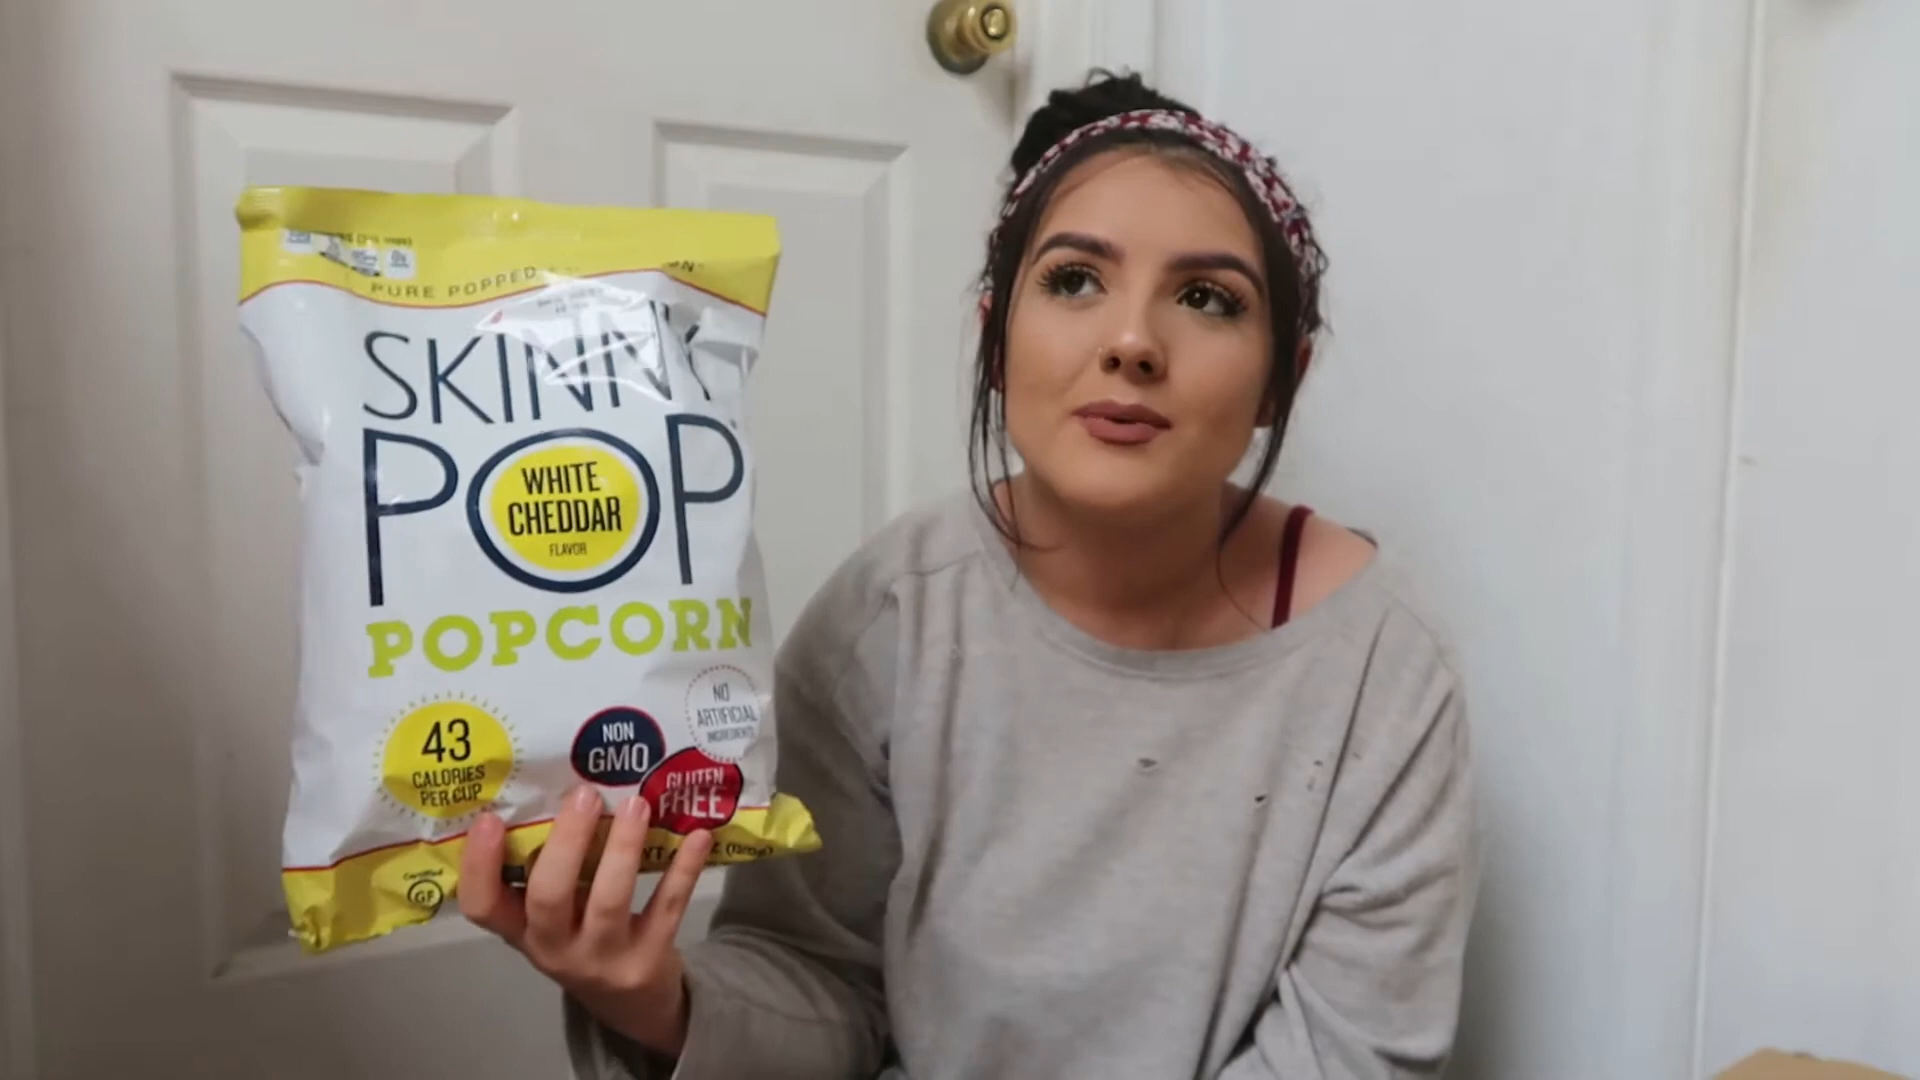 PURE POPPED
SKINNY
POP
WHITE
CHEDDAR
FLAVOR
POPCORN
43
CALORIES
PER CUP
NON
GMO
NO
ARTIFICIAL
INGREDIENTS
GLUTEN
FREE
Certified
GF